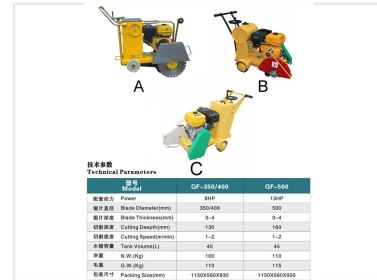 A
B
C
技术参数
Technical Parameters
型号
Model QF-350/400 QF-500
配套动力 Power 8HP 13HP
锯片直径 Blade Diameter(mm) 350/400 500
锯片深度 Blade Thickness(mm) 3-4 3-4
切割深度 Cutting Deepth(mm) 130 160
切割速度 Cutting Speed(m/min) 1-2 1-2
水箱容量 Tank Volume(L) 45 45
净重 N.W.(Kg) 100 110
毛重 G.W.(Kg) 110 115
包装尺寸 Packing Size(mm) 1150X560X930 1150X560X930